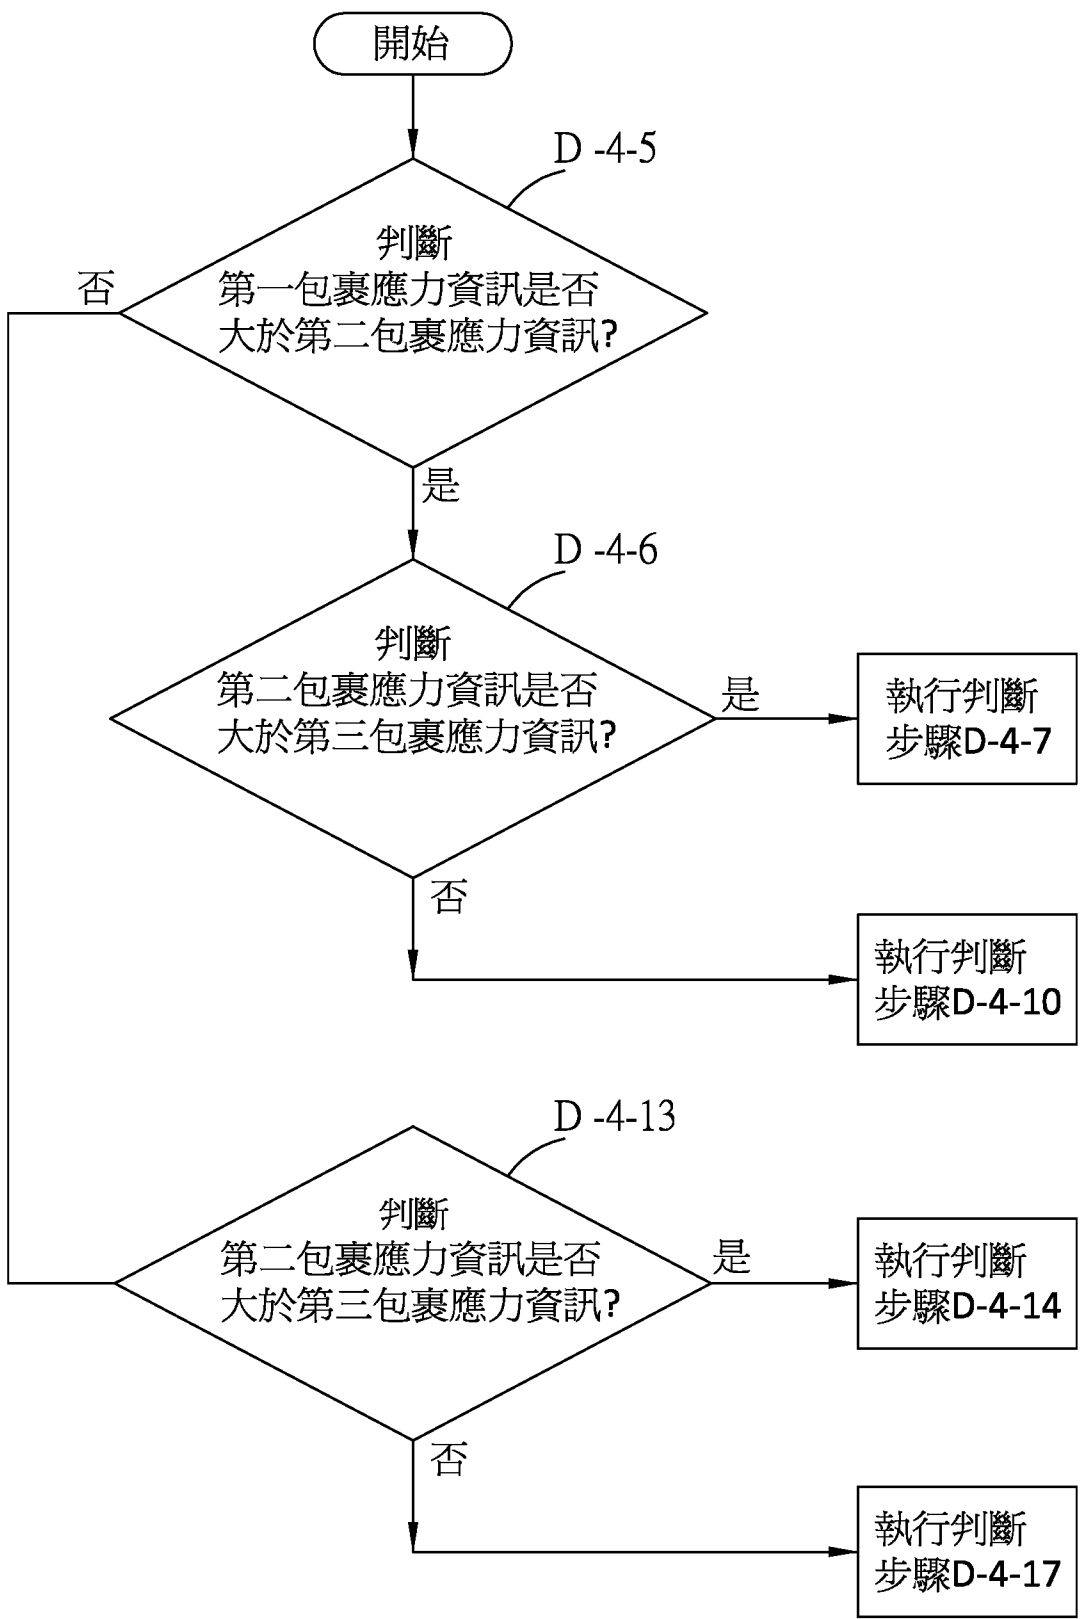 開始
D -4-5
判斷
第一包裹應力資訊是否
大於第二包裹應力資訊?
否
是
D -4-6
判斷
第二包裹應力資訊是否
大於第三包裹應力資訊?
是
執行判斷
步驟D-4-7
否
執行判斷
步驟D-4-10
D -4-13
判斷
第二包裹應力資訊是否
大於第三包裹應力資訊?
是
執行判斷
步驟D-4-14
否
執行判斷
步驟D-4-17